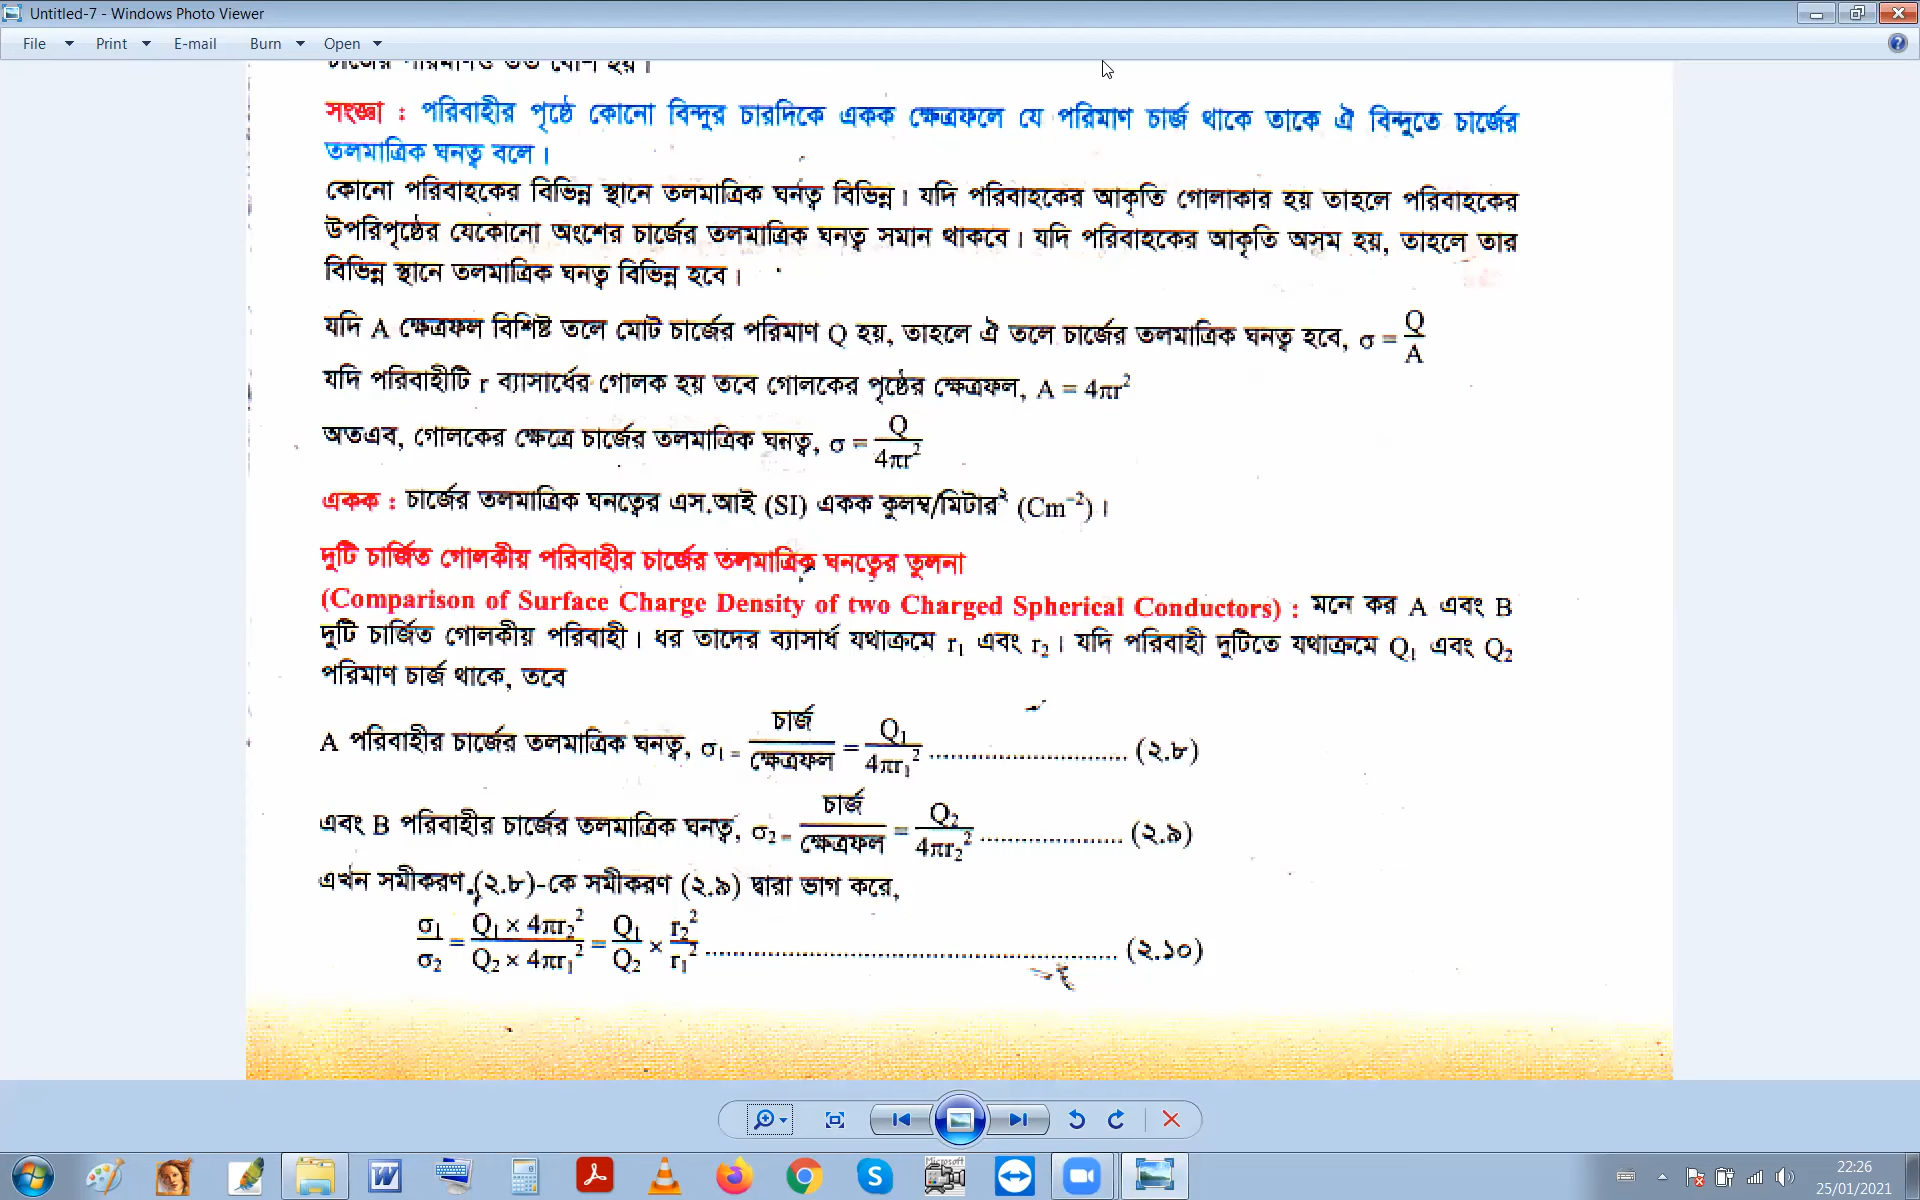 Untitled-7 - Windows Photo Viewer
File Print E-mail Burn Open
সংজ্ঞা : পরিবাহীর পৃষ্ঠে কোনো বিন্দুর চারদিকে একক ক্ষেত্রফলে যে পরিমাণ চার্জ থাকে তাকে ঐ বিন্দুতে চার্জের
তলমাত্রিক ঘনত্ব বলে।
কোনো পরিবাহকের বিভিন্ন স্থানে তলমাত্রিক ঘনত্ব বিভিন্ন। যদি পরিবাহকের আকৃতি গোলাকার হয় তাহলে পরিবাহকের
উপরিপৃষ্ঠের যেকোনো অংশের চার্জের তলমাত্রিক ঘনত্ব সমান থাকবে। যদি পরিবাহকের আকৃতি অসম হয়, তাহলে তার
বিভিন্ন স্থানে তলমাত্রিক ঘনত্ব বিভিন্ন হবে।
যদি A ক্ষেত্রফল বিশিষ্ট তলে মোট চার্জের পরিমাণ Q হয়, তাহলে ঐ তলে চার্জের তলমাত্রিক ঘনত্ব হবে, σ = Q/A
যদি পরিবাহীটি r ব্যাসার্ধের গোলক হয় তবে গোলকের পৃষ্ঠের ক্ষেত্রফল, A = 4πr²
অতএব, গোলকের ক্ষেত্রে চার্জের তলমাত্রিক ঘনত্ব, σ = Q/4πr²
একক : চার্জের তলমাত্রিক ঘনত্বের এস.আই (SI) একক কুলম্ব/মিটার² (Cm⁻²)।
দুটি চার্জিত গোলকীয় পরিবাহীর চার্জের তলমাত্রিক ঘনত্বের তুলনা
(Comparison of Surface Charge Density of two Charged Spherical Conductors) : মনে কর A এবং B
দুটি চার্জিত গোলকীয় পরিবাহী। ধর তাদের ব্যাসার্ধ যথাক্রমে r₁ এবং r₂। যদি পরিবাহী দুটিতে যথাক্রমে Q₁ এবং Q₂
পরিমাণ চার্জ থাকে, তবে
A পরিবাহীর চার্জের তলমাত্রিক ঘনত্ব, σ₁ = চার্জ/ক্ষেত্রফল = Q₁/4πr₁² .............................. (২.৮)
এবং B পরিবাহীর চার্জের তলমাত্রিক ঘনত্ব, σ₂ = চার্জ/ক্ষেত্রফল = Q₂/4πr₂² ...................... (২.৯)
এখন সমীকরণ (২.৮)-কে সমীকরণ (২.৯) দ্বারা ভাগ করে,
σ₁/σ₂ = Q₁ × 4πr₂²/Q₂ × 4πr₁² = Q₁/Q₂ × r₂²/r₁² .............................................................. (২.১০)
22:26
25/01/2021